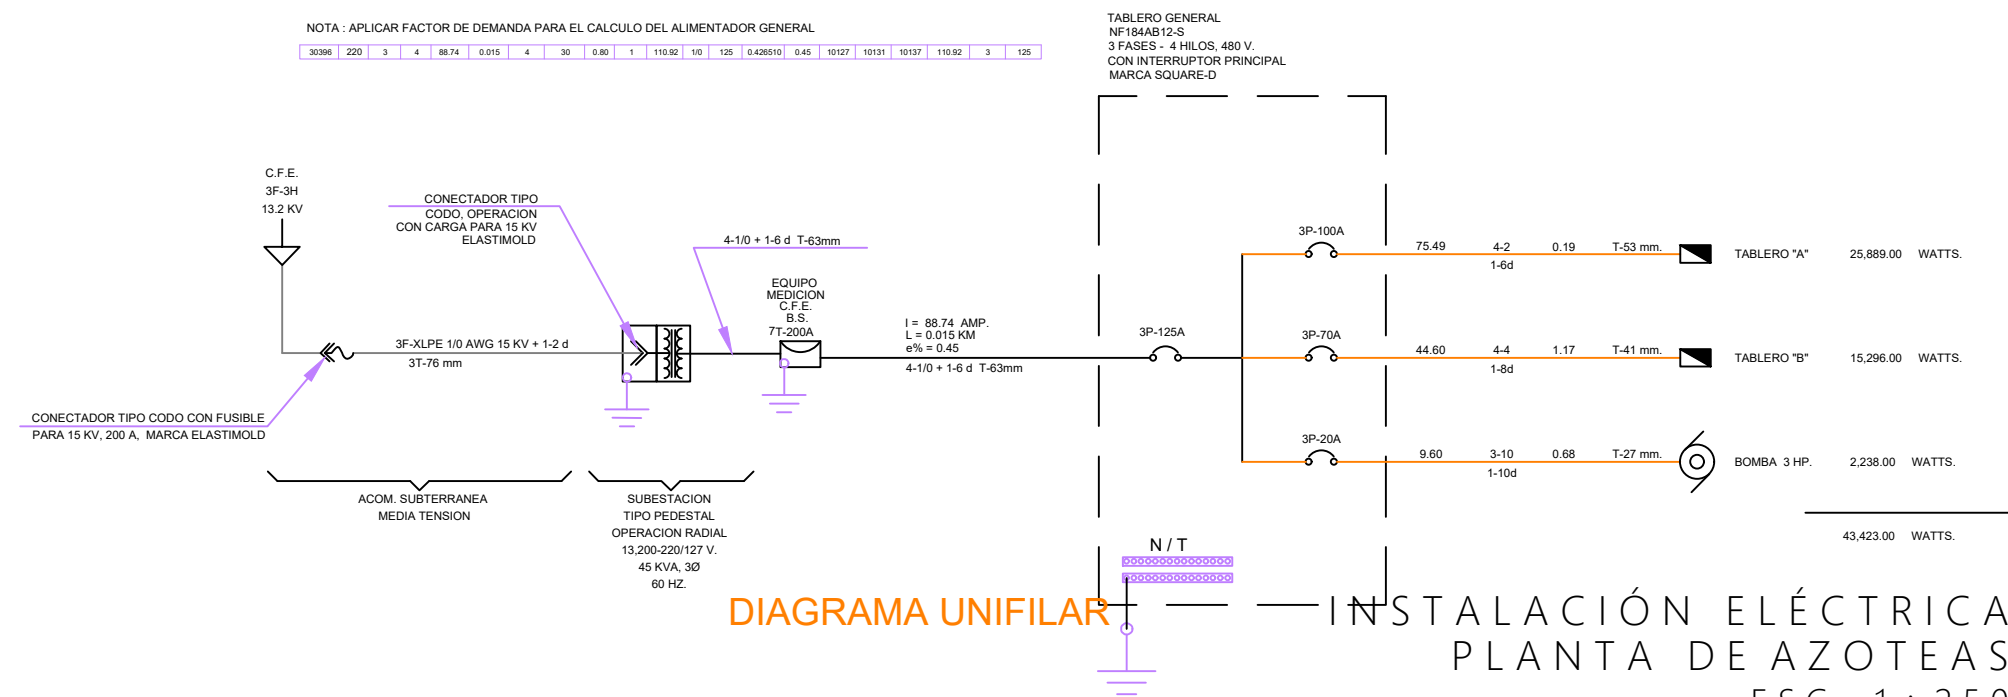 NOTA : APLICAR FACTOR DE DEMANDA PARA EL CALCULO DEL ALIMENTADOR GENERAL
30396 220 3 4 88.74 0.015 4 30 0.80 1 110.92 1/0 125 0.426510 0.45 10127 10131 10137 110.92 3 125
TABLERO GENERAL
NF184AB12-S
3 FASES - 4 HILOS, 480 V.
CON INTERRUPTOR PRINCIPAL
MARCA SQUARE-D
C.F.E.
3F-3H
13.2 KV
CONECTADOR TIPO
CODO, OPERACION
CON CARGA PARA 15 KV
ELASTIMOLD
4-1/0 + 1-6 d T-63mm
EQUIPO
MEDICION
C.F.E.
B.S.
7T-200A
3F-XLPE 1/0 AWG 15 KV + 1-2 d
3T-76 mm
CONECTADOR TIPO CODO CON FUSIBLE
PARA 15 KV, 200 A, MARCA ELASTIMOLD
I = 88.74 AMP.
L = 0.015 KM
e% = 0.45
4-1/0 + 1-6 d T-63mm
3P-125A
3P-100A
75.49 4-2 0.19 T-53 mm.
1-6d
TABLERO "A" 25,889.00 WATTS.
3P-70A
44.60 4-4 1.17 T-41 mm.
1-8d
TABLERO "B" 15,296.00 WATTS.
3P-20A
9.60 3-10 0.68 T-27 mm.
1-10d
BOMBA 3 HP. 2,238.00 WATTS.
43,423.00 WATTS.
ACOM. SUBTERRANEA
MEDIA TENSION
SUBESTACION
TIPO PEDESTAL
OPERACION RADIAL
13,200-220/127 V.
45 KVA, 3Ø
60 HZ.
N / T
DIAGRAMA UNIFILAR
INSTALACIÓN ELÉCTRICA
PLANTA DE AZOTEAS
ESC. 1 : 250